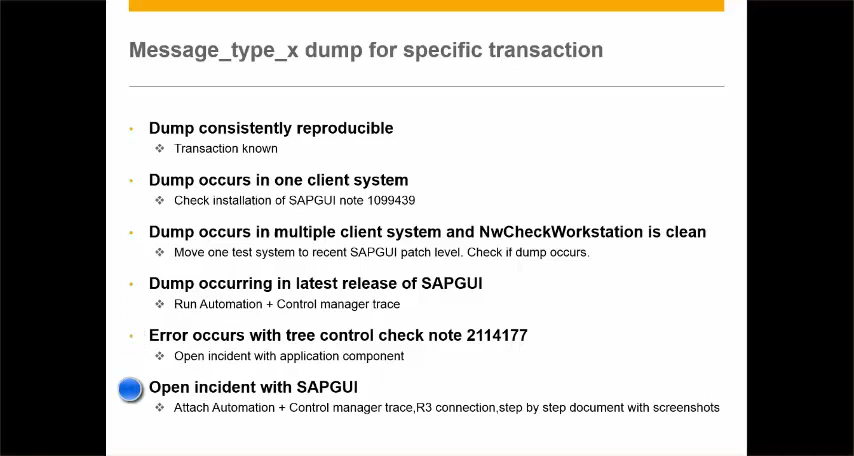 Message_type_x dump for specific transaction
Dump consistently reproducible
Transaction known
Dump occurs in one client system
Check installation of SAPGUI note 1099439
Dump occurs in multiple client system and NwCheckWorkstation is clean
Move one test system to recent SAPGUI patch level. Check if dump occurs.
Dump occurring in latest release of SAPGUI
Run Automation + Control manager trace
Error occurs with tree control check note 2114177
Open incident with application component
Open incident with SAPGUI
Attach Automation + Control manager trace,R3 connection,step by step document with screenshots